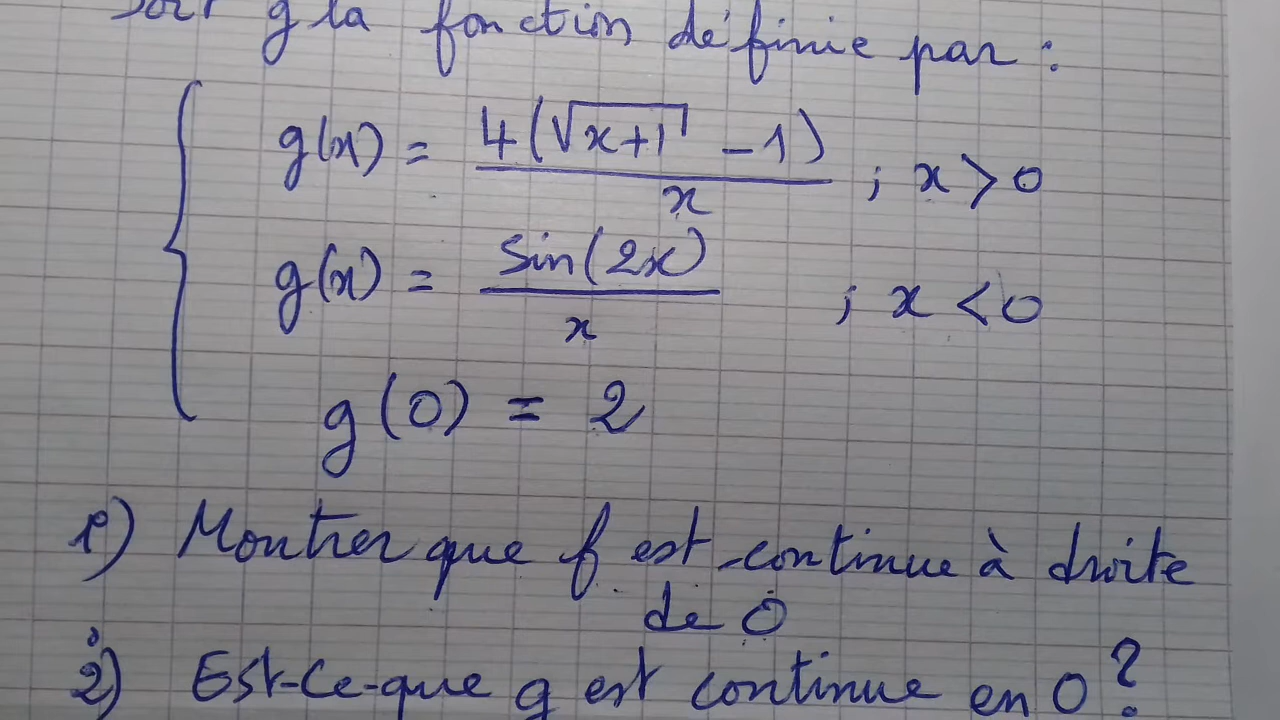 Soit g la fonction définie par :
g(x) = 4(√x+1 - 1) / x ; x > 0
g(x) = sin(2x) / x ; x < 0
g(0) = 2
1) Montrer que f est continue à droite
de 0
2) Est-ce-que g est continue en 0 ?